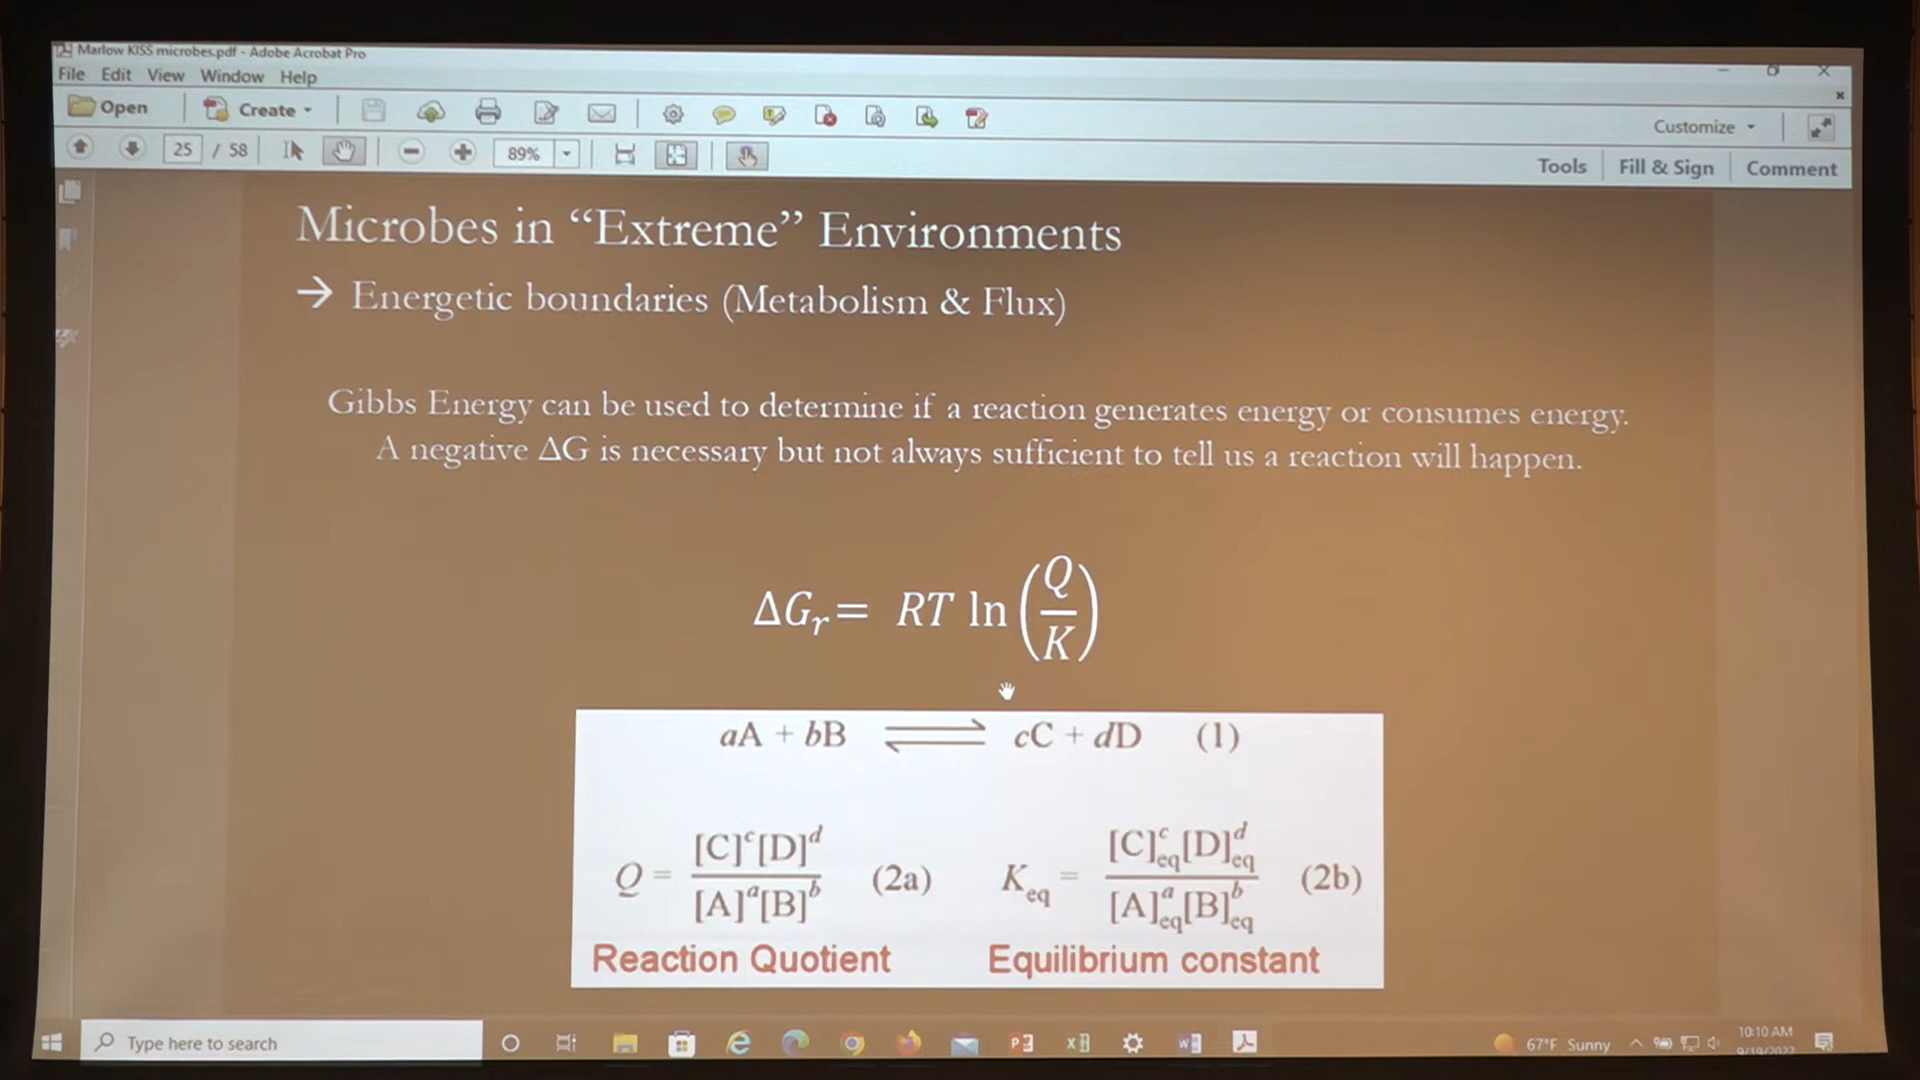 Marlow KISS microbes.pdf - Adobe Acrobat Pro
File Edit View Window Help
Open Create
Customize
25 / 58 89%
Tools Fill & Sign Comment
Microbes in “Extreme” Environments
→ Energetic boundaries (Metabolism & Flux)
Gibbs Energy can be used to determine if a reaction generates energy or consumes energy.
A negative ΔG is necessary but not always sufficient to tell us a reaction will happen.
ΔG_r = RT ln(Q/K)
aA + bB ⇌ cC + dD (1)
Q = [C]^c[D]^d / [A]^a[B]^b (2a) K_eq = [C]^c_eq[D]^d_eq / [A]^a_eq[B]^b_eq (2b)
Reaction Quotient Equilibrium constant
Type here to search
67°F Sunny
10:10 AM